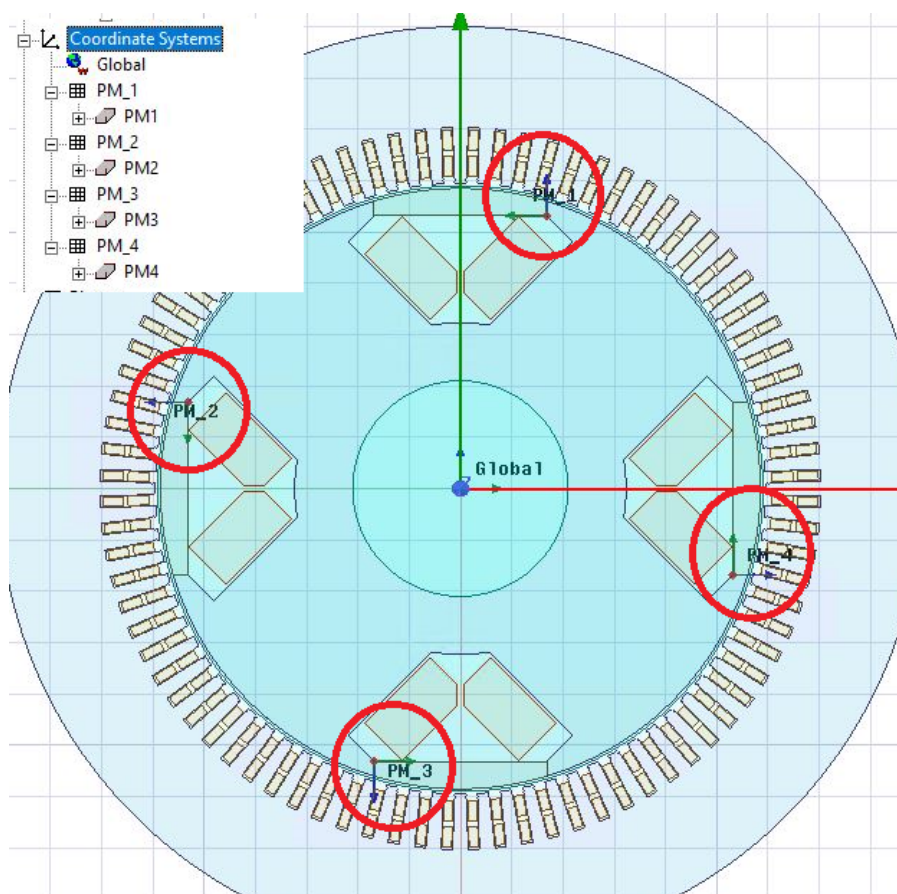 Coordinate Systems
Global
PM_1
PM1
PM_2
PM2
PM_3
PM3
PM_4
PM4
PM_1
PM_2
Global
Z
PM_4
PM_3